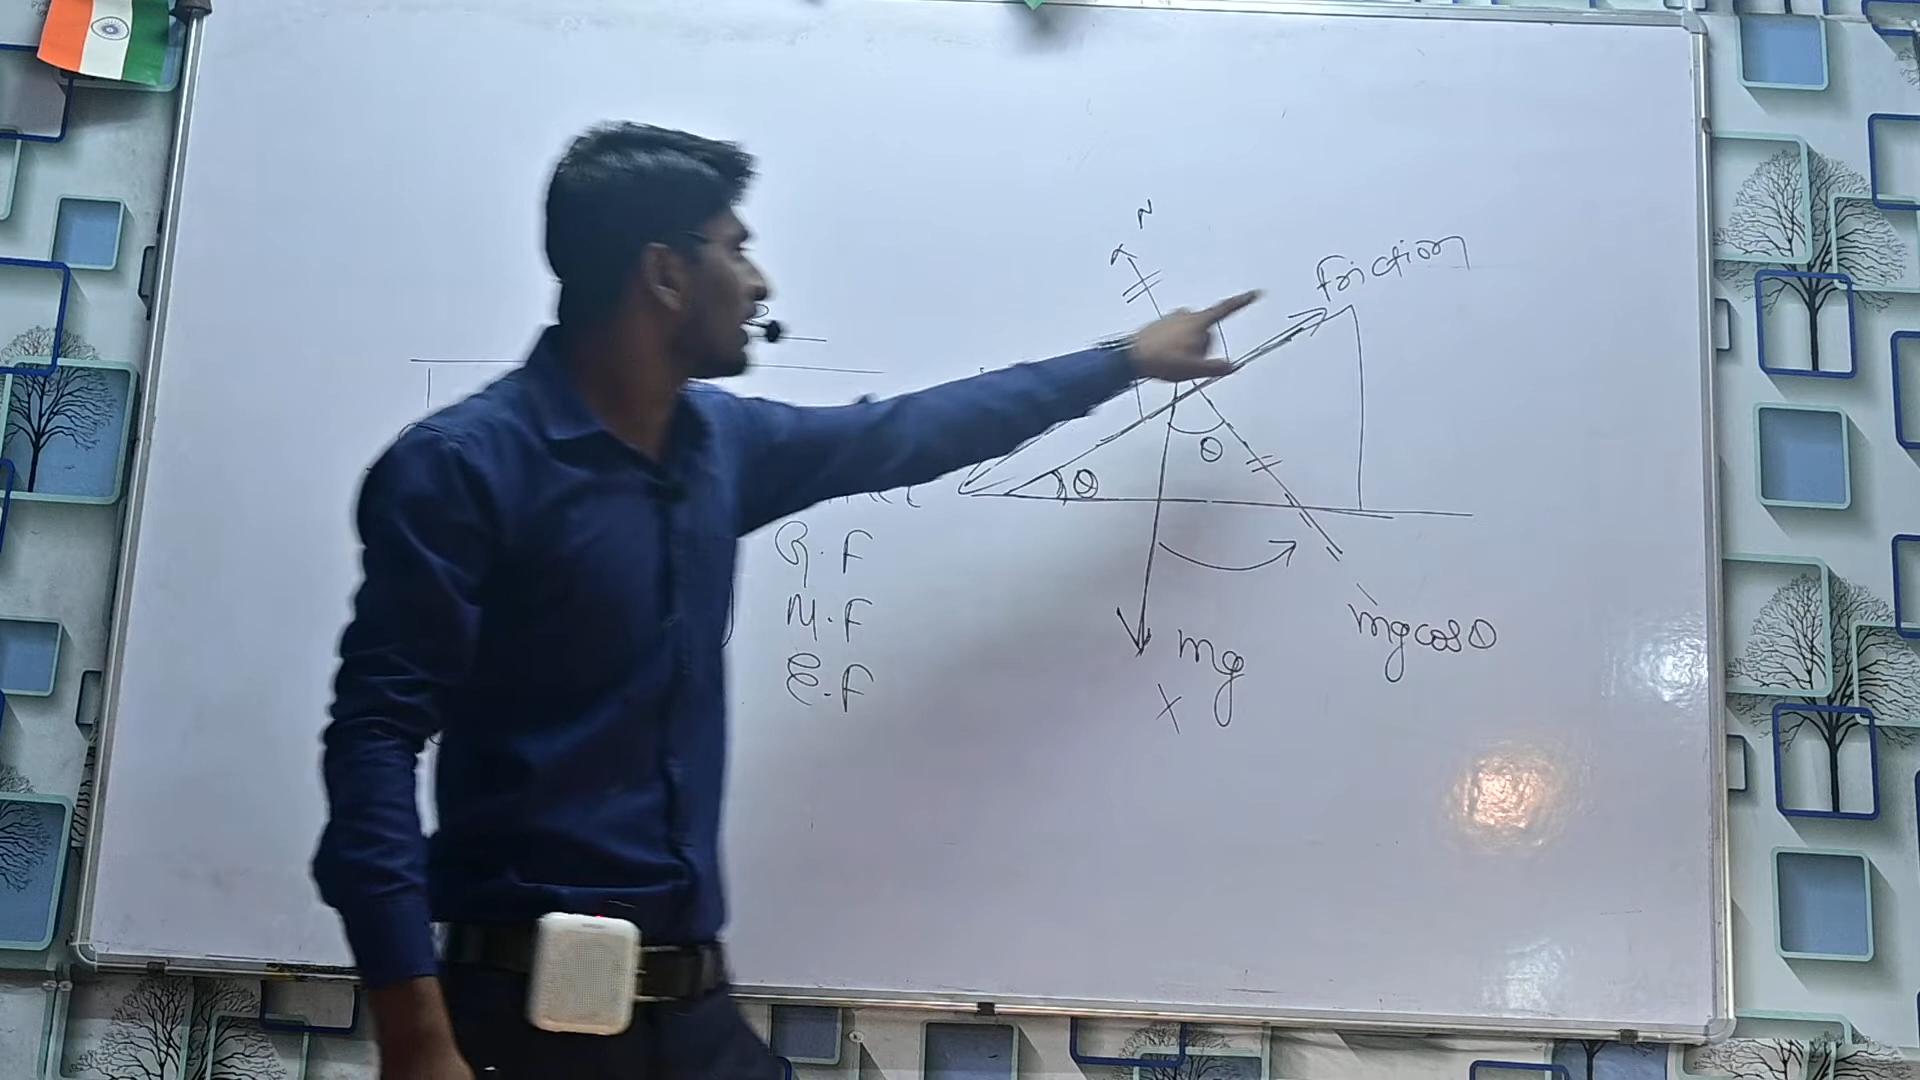 N
Friction
θ
θ
G.F
M.F
E.F
mg
mgcosθ
X